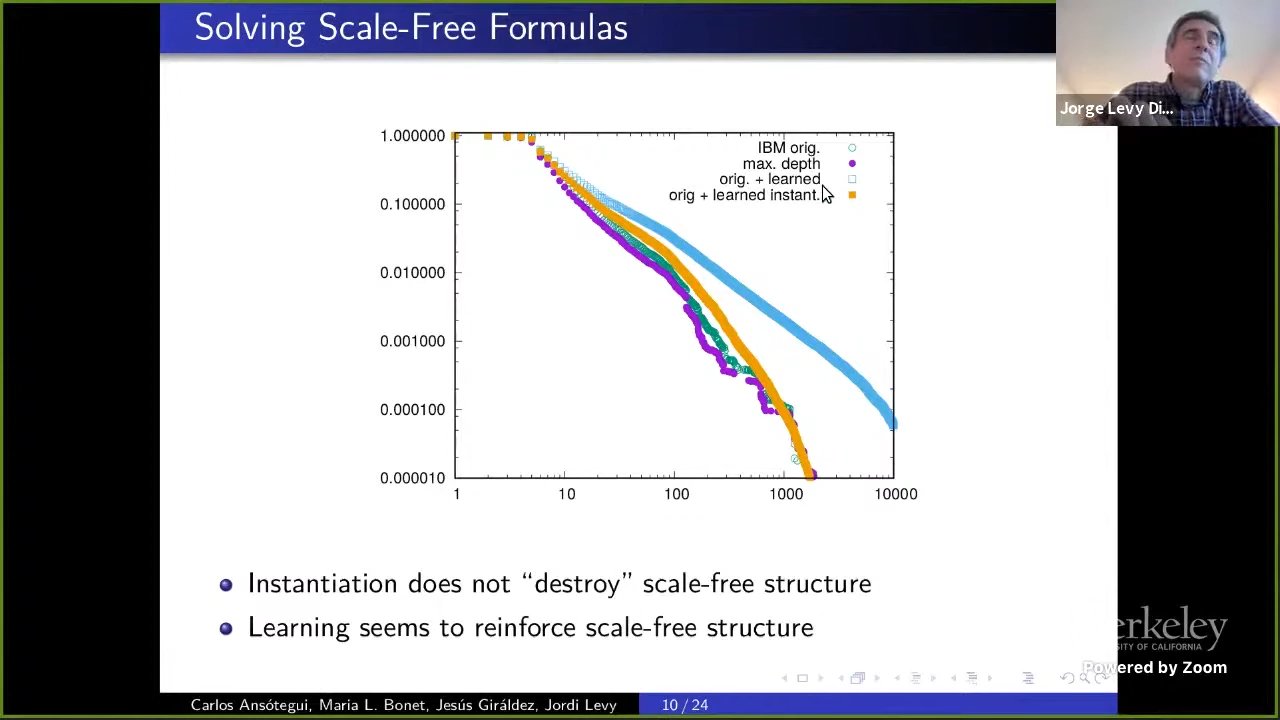 Solving Scale-Free Formulas
Jorge Levy Di...
1.000000
0.100000
0.010000
0.001000
0.000100
0.000010
1
10
100
1000
10000
IBM orig.
max. depth
orig. + learned
orig + learned instant.
Instantiation does not “destroy” scale-free structure
Learning seems to reinforce scale-free structure
erkeley
SITY OF CALIFORNIA
Powered by Zoom
Carlos Ansótegui, Maria L. Bonet, Jesús Giráldez, Jordi Levy
10 / 24